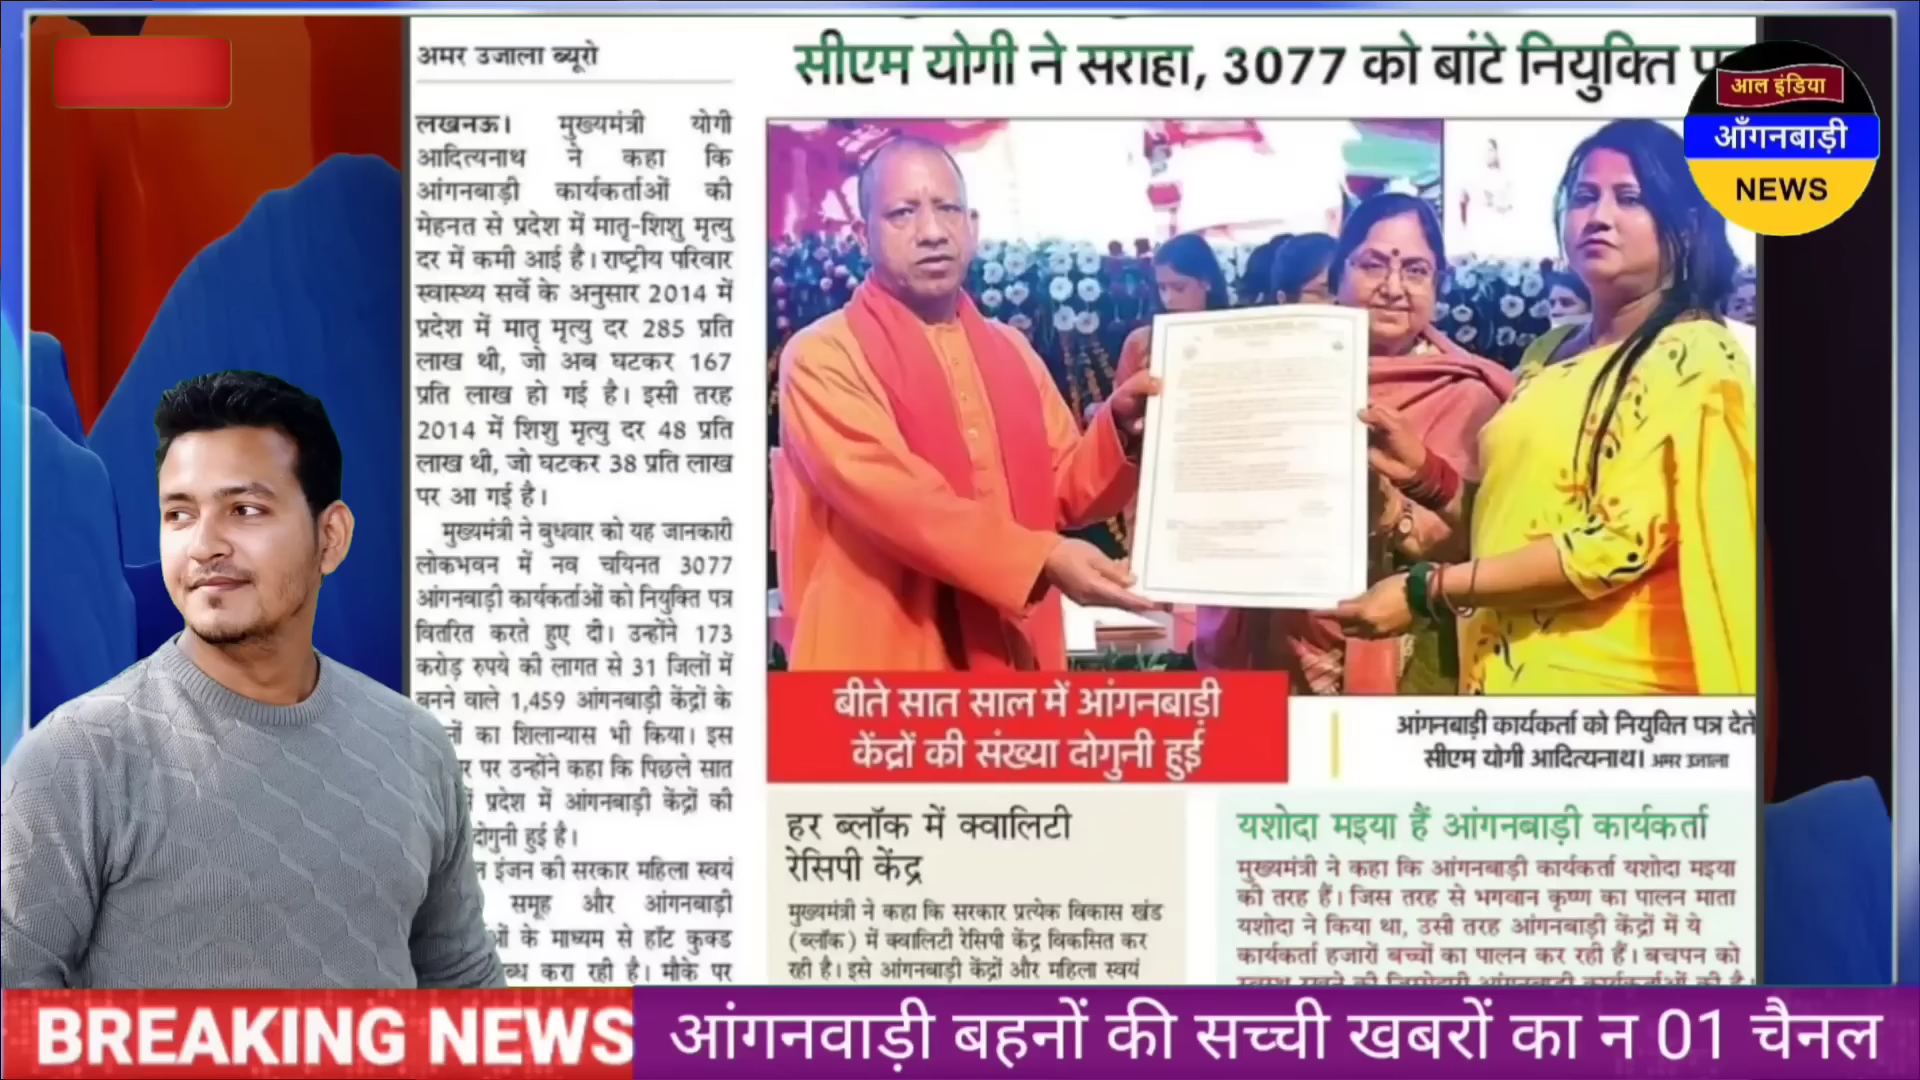 अमर उजाला ब्यूरो
लखनऊ। मुख्यमंत्री योगी
आदित्यनाथ ने कहा कि
आंगनबाड़ी कार्यकर्ताओं की
मेहनत से प्रदेश में मातृ-शिशु मृत्यु
दर में कमी आई है। राष्ट्रीय परिवार
स्वास्थ्य सर्वे के अनुसार 2014 में
प्रदेश में मातृ मृत्यु दर 285 प्रति
लाख थी, जो अब घटकर 167
प्रति लाख हो गई है। इसी तरह
2014 में शिशु मृत्यु दर 48 प्रति
लाख थी, जो घटकर 38 प्रति लाख
पर आ गई है।
मुख्यमंत्री ने बुधवार को यह जानकारी
लोकभवन में नव चयिनत 3077
आंगनबाड़ी कार्यकर्ताओं को नियुक्ति पत्र
वितरित करते हुए दी। उन्होंने 173
करोड़ रुपये की लागत से 31 जिलों में
बनने वाले 1,459 आंगनबाड़ी केंद्रों के
का शिलान्यास भी किया। इस
पर उन्होंने कहा कि पिछले सात
प्रदेश में आंगनबाड़ी केंद्रों की
दोगुनी हुई है।
इंजन की सरकार महिला स्वयं
समूह और आंगनबाड़ी
के माध्यम से हॉट कुक्ड
करा रही है। मौके पर
सीएम योगी ने सराहा, 3077 को बांटे नियुक्ति
आल इंडिया
आँगनबाड़ी
NEWS
बीते सात साल में आंगनबाड़ी
केंद्रों की संख्या दोगुनी हुई
आंगनबाड़ी कार्यकर्ता को नियुक्ति पत्र देते
सीएम योगी आदित्यनाथ। अमर उजाला
हर ब्लॉक में क्वालिटी
रेसिपी केंद्र
मुख्यमंत्री ने कहा कि सरकार प्रत्येक विकास खंड
(ब्लॉक) में क्वालिटी रेसिपी केंद्र विकसित कर
रही है। इसे आंगनबाड़ी केंद्रों और महिला स्वयं
यशोदा मइया हैं आंगनबाड़ी कार्यकर्ता
मुख्यमंत्री ने कहा कि आंगनबाड़ी कार्यकर्ता यशोदा मइया
की तरह हैं। जिस तरह से भगवान कृष्ण का पालन माता
यशोदा ने किया था, उसी तरह आंगनबाड़ी केंद्रों में ये
कार्यकर्ता हजारों बच्चों का पालन कर रही हैं। बचपन को
BREAKING NEWS
आंगनवाड़ी बहनों की सच्ची खबरों का न 01 चैनल